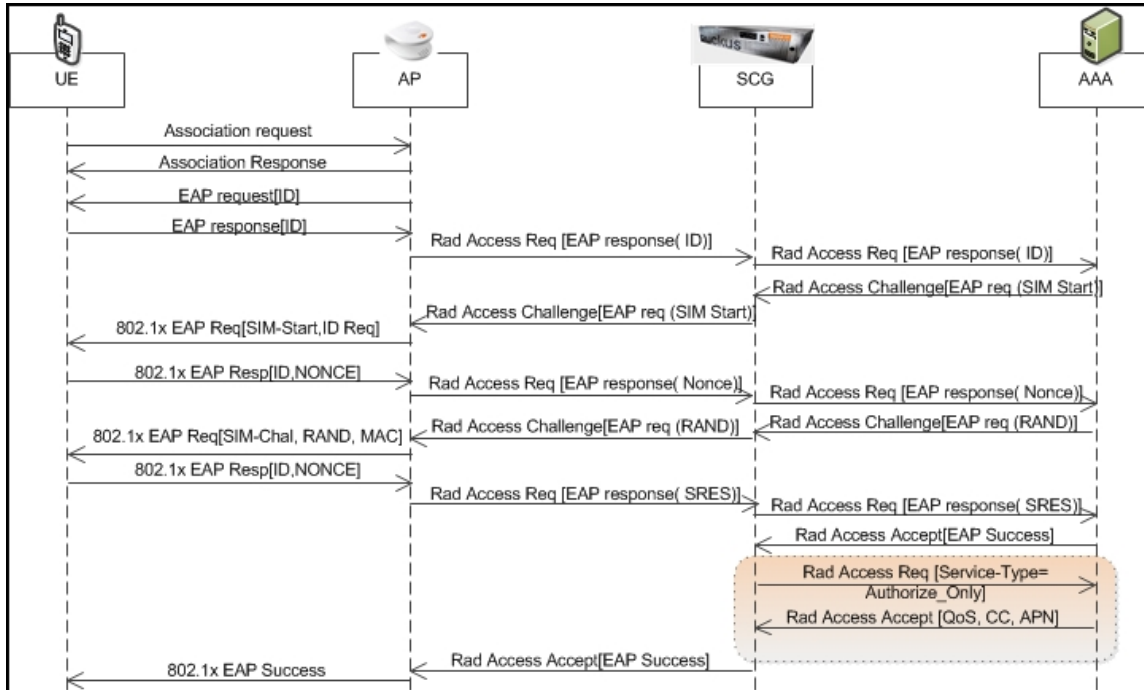 UE
AP
ruckus
SCG
AAA
Association request
Association Response
EAP request[ID]
EAP response[ID]
Rad Access Req [EAP response( ID)]
Rad Access Req [EAP response( ID)]
Rad Access Challenge[EAP req (SIM Start)]
Rad Access Challenge[EAP req (SIM Start)]
802.1x EAP Req[SIM-Start,ID Req]
802.1x EAP Resp[ID,NONCE]
Rad Access Req [EAP response( Nonce)]
Rad Access Req [EAP response( Nonce)]
Rad Access Challenge[EAP req (RAND)]
Rad Access Challenge[EAP req (RAND)]
802.1x EAP Req[SIM-Chal, RAND, MAC]
802.1x EAP Resp[ID,NONCE]
Rad Access Req [EAP response( SRES)]
Rad Access Req [EAP response( SRES)]
Rad Access Accept[EAP Success]
Rad Access Req [Service-Type=
Authorize_Only]
Rad Access Accept [QoS, CC, APN]
Rad Access Accept[EAP Success]
802.1x EAP Success